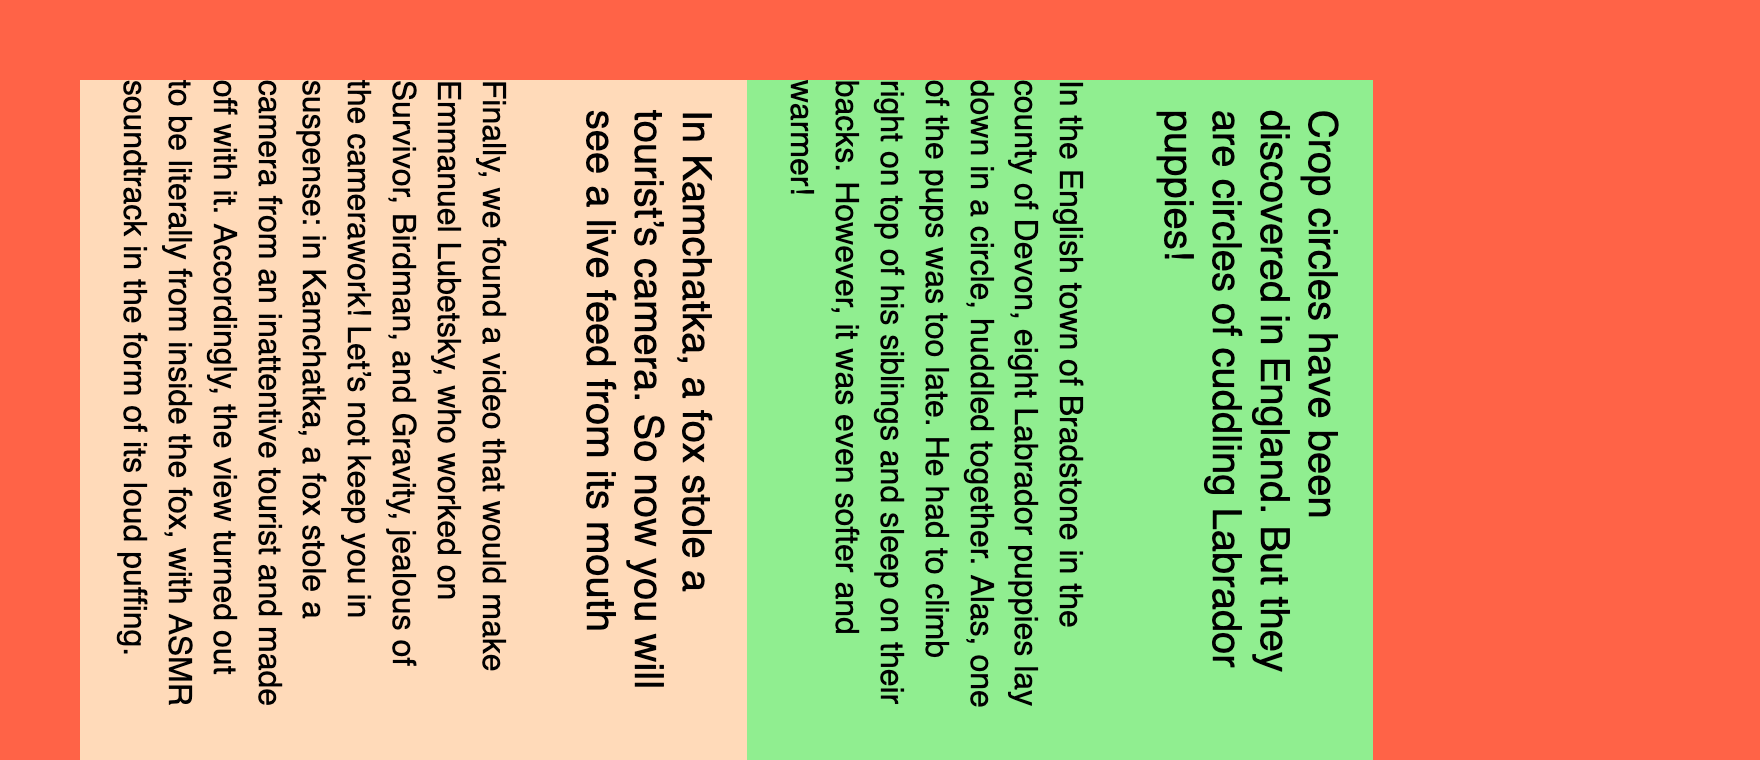 Crop circles have been
discovered in England. But they
are circles of cuddling Labrador
puppies!
In the English town of Bradstone in the
county of Devon, eight Labrador puppies lay
down in a circle, huddled together. Alas, one
of the pups was too late. He had to climb
right on top of his siblings and sleep on their
backs. However, it was even softer and
warmer!
In Kamchatka, a fox stole a
tourist’s camera. So now you will
see a live feed from its mouth
Finally, we found a video that would make
Emmanuel Lubetsky, who worked on
Survivor, Birdman, and Gravity, jealous of
the camerawork! Let’s not keep you in
suspense: in Kamchatka, a fox stole a
camera from an inattentive tourist and made
off with it. Accordingly, the view turned out
to be literally from inside the fox, with ASMR
soundtrack in the form of its loud puffing.